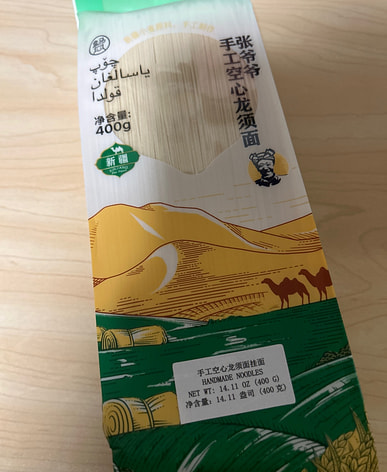 张爷爷
手工空心龙须面
چۆپ
ياسالغان
قولدا
净含量:
400g
新疆
手工空心龙须面挂面
HANDMADE NOODLES
NET WT: 14.11 OZ (400 G)
净含量: 14.11 盎司 (400 克)